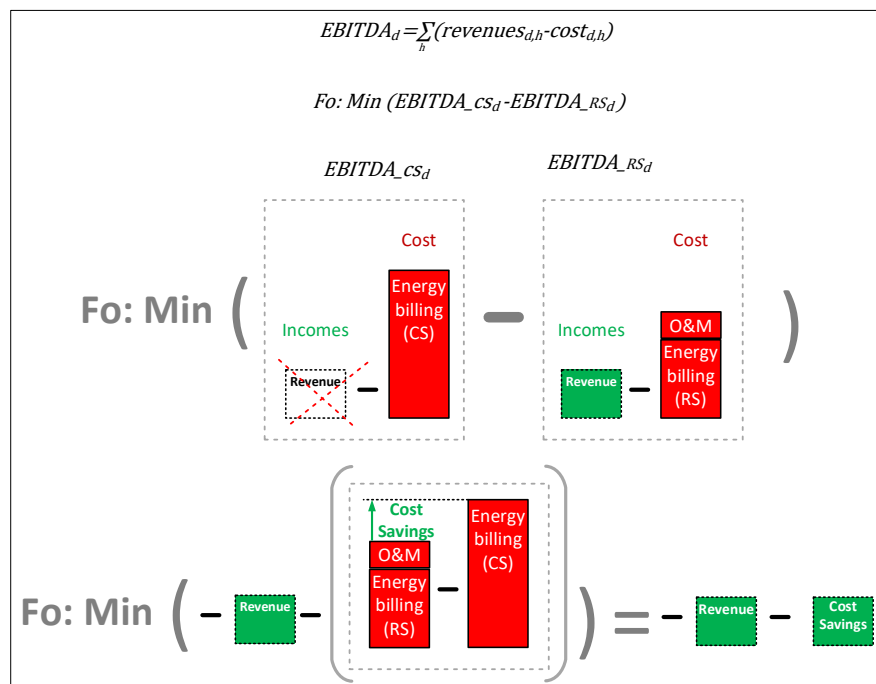 EBITDA_d=∑_h(revenues_d,h-cost_d,h)
Fo: Min (EBITDA_cs_d-EBITDA_RS_d)
EBITDA_cs_d
EBITDA_RS_d
Fo: Min (
Incomes
Revenue
–
Cost
Energy
billing
(CS)
–
Incomes
Revenue
–
Cost
O&M
Energy
billing
(RS)
)
Fo: Min (
–
Revenue
–
(
Cost
Savings
O&M
Energy
billing
(RS)
–
Energy
billing
(CS)
)
)
=
–
Revenue
–
Cost
Savings